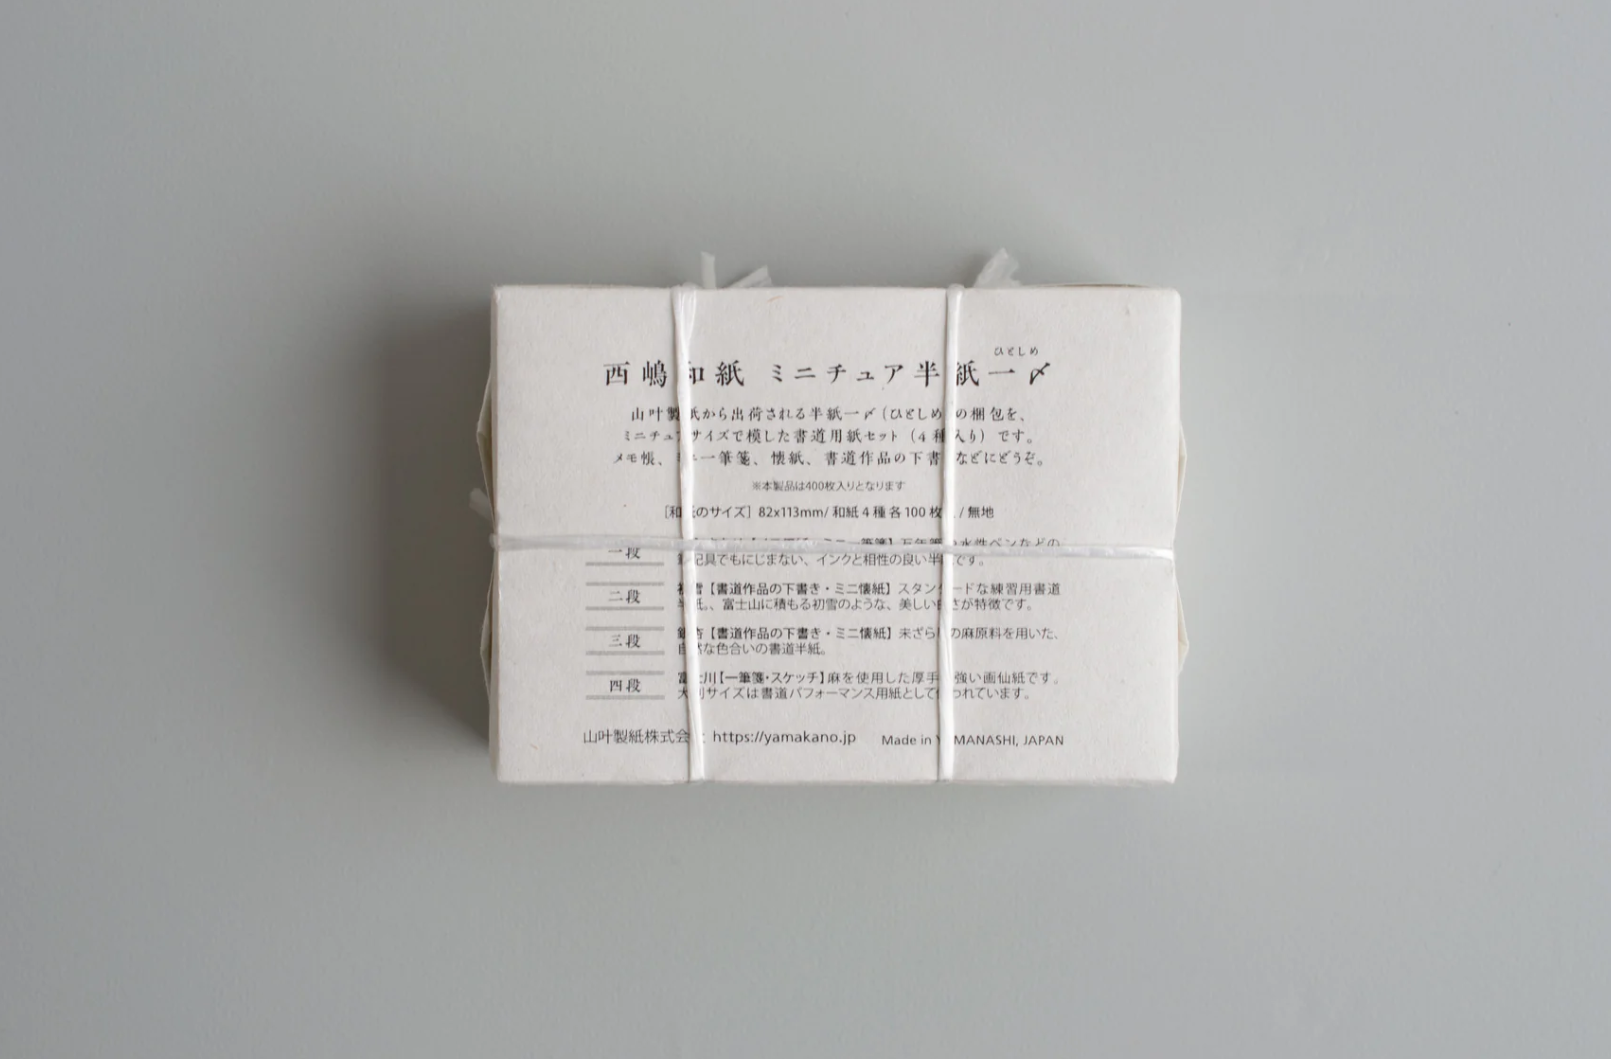 ひとしめ
西嶋和紙 ミニチュア半紙一〆
山叶製紙から出荷される半紙一〆(ひとしめ)の梱包を、
ミニチュアサイズで模した書道用紙セット(4種入り)です。
メモ帳、ミニ一筆箋、懐紙、書道作品の下書 などにどうぞ。
※本製品は400枚入りとなります
[和紙のサイズ] 82x113mm/ 和紙4種各100枚 / 無地
一段
記具でもにじまない、インクと相性の良い半 です。
二段
初雪【書道作品の下書き・ミニ懐紙】スタンダードな練習用書道
半紙。、富士山に積もる初雪のような、美しい白さが特徴です。
三段
【書道作品の下書き・ミニ懐紙】未ざらしの麻原料を用いた、
自然な色合いの書道半紙。
四段
富士川【一筆箋・スケッチ】麻を使用した厚手 強い画仙紙です。
大判サイズは書道パフォーマンス用紙として使われています。
山叶製紙株式会社 https://yamakano.jp Made in YAMANASHI, JAPAN